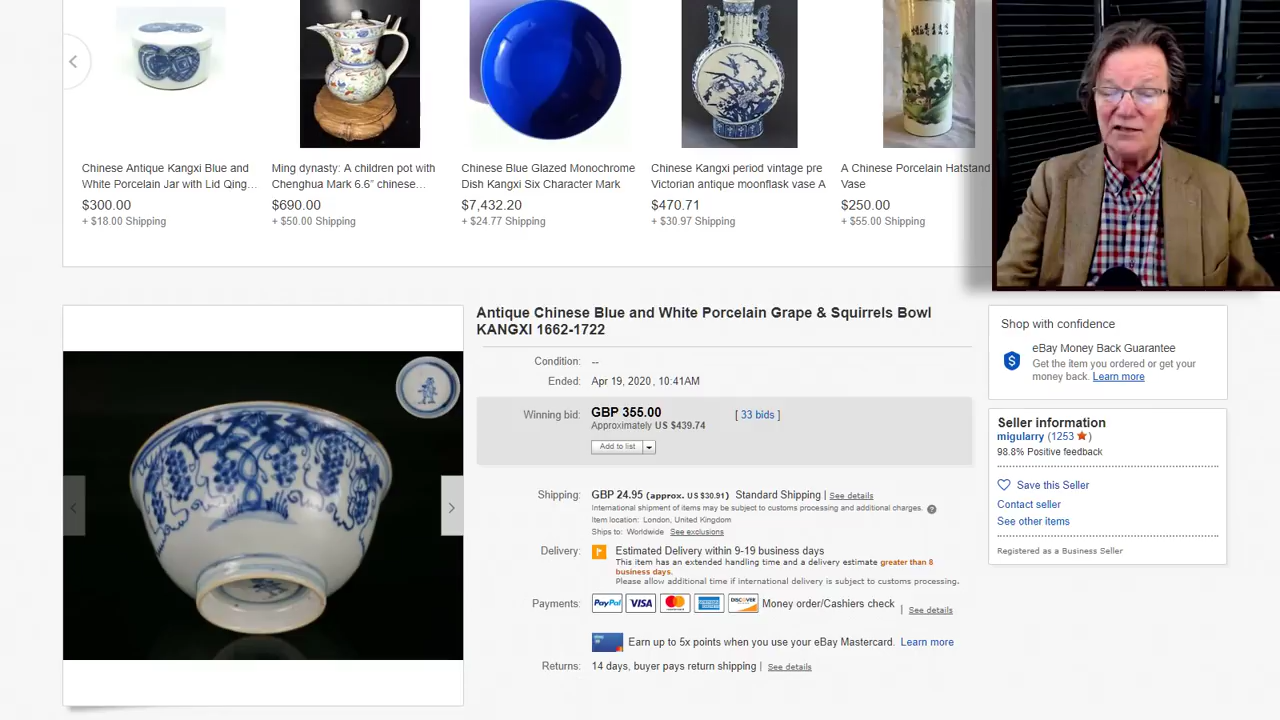 Chinese Antique Kangxi Blue and
White Porcelain Jar with Lid Qing...
$300.00
+ $18.00 Shipping
Ming dynasty: A children pot with
Chenghua Mark 6.6" chinese...
$690.00
+ $50.00 Shipping
Chinese Blue Glazed Monochrome
Dish Kangxi Six Character Mark
$7,432.20
+ $24.77 Shipping
Chinese Kangxi period vintage pre
Victorian antique moonflask vase A
$470.71
+ $30.97 Shipping
A Chinese Porcelain Hatstand
Vase
$250.00
+ $55.00 Shipping
Antique Chinese Blue and White Porcelain Grape & Squirrels Bowl
KANGXI 1662-1722
Condition: --
Ended: Apr 19, 2020 , 10:41AM
Winning bid: GBP 355.00 [ 33 bids ]
Approximately US $439.74
Add to list
Shipping: GBP 24.95 (approx. US $30.91) Standard Shipping | See details
International shipment of items may be subject to customs processing and additional charges. ?
Item location: London, United Kingdom
Ships to: Worldwide See exclusions
Delivery: Estimated Delivery within 9-19 business days
This item has an extended handling time and a delivery estimate greater than 8
business days.
Please allow additional time if international delivery is subject to customs processing.
Payments: PayPal VISA MasterCard DISCOVER Money order/Cashiers check | See details
Earn up to 5x points when you use your eBay Mastercard. Learn more
Returns: 14 days, buyer pays return shipping | See details
Shop with confidence
eBay Money Back Guarantee
Get the item you ordered or get your
money back. Learn more
Seller information
migularry (1253 ★)
98.8% Positive feedback
Save this Seller
Contact seller
See other items
Registered as a Business Seller